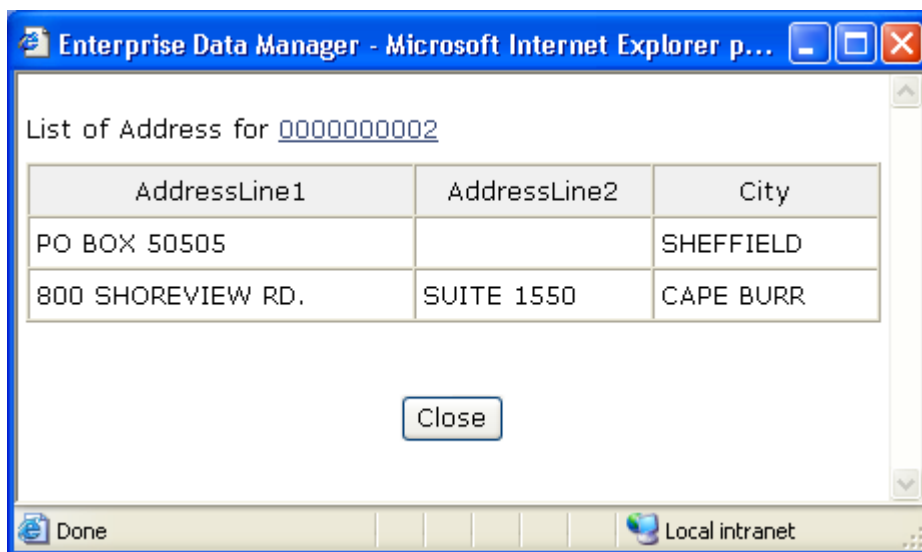 Enterprise Data Manager - Microsoft Internet Explorer p...
List of Address for 0000000002
AddressLine1 AddressLine2 City
PO BOX 50505 SHEFFIELD
800 SHOREVIEW RD. SUITE 1550 CAPE BURR
Close
Done Local intranet